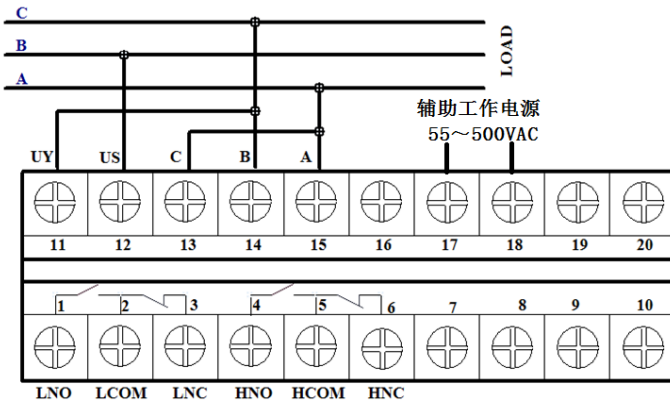 C
B
A
LOAD
辅助工作电源
55～500VAC
UY US C B A
11 12 13 14 15 16 17 18 19 20
1 2 3 4 5 6 7 8 9 10
LNO LCOM LNC HNO HCOM HNC